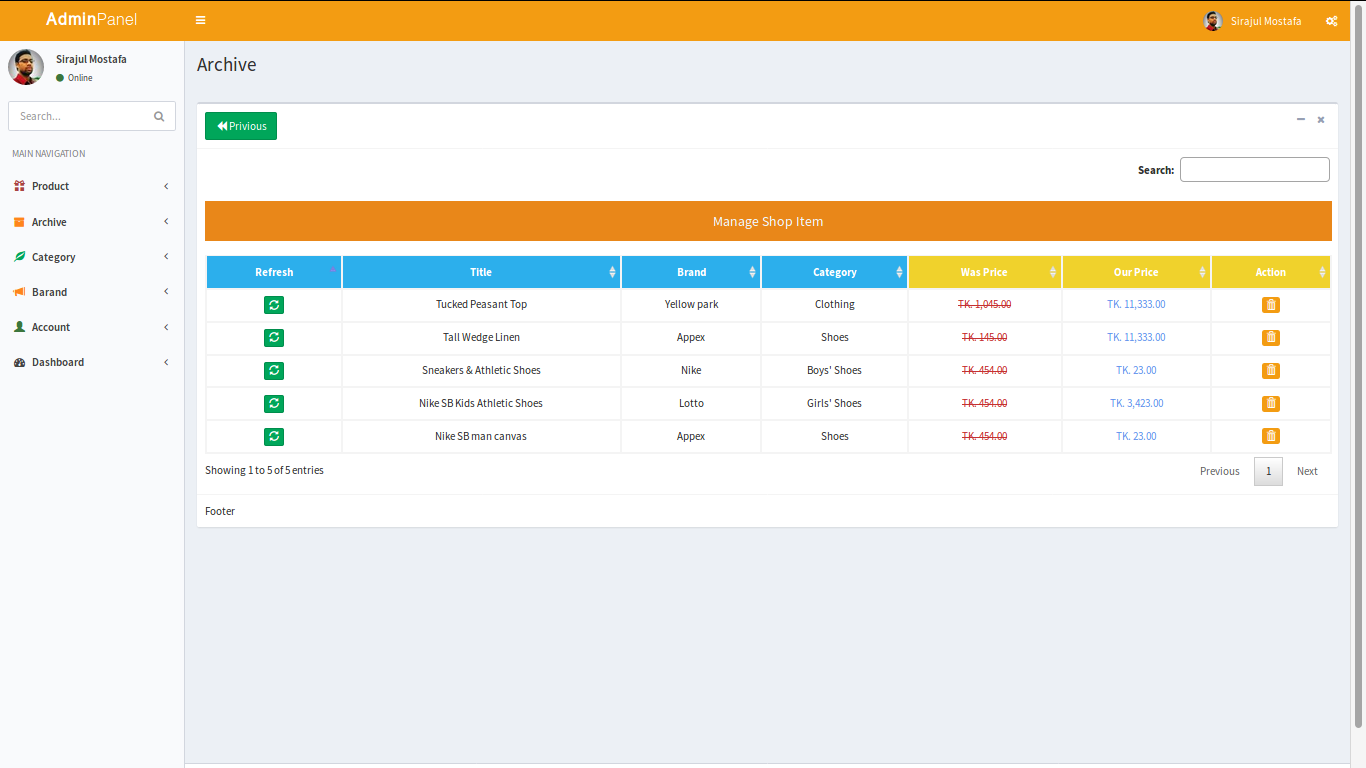 AdminPanel
Sirajul Mostafa
Sirajul Mostafa
Online
Search...
MAIN NAVIGATION
Product
Archive
Category
Barand
Account
Dashboard
Archive
Privious
Search:
Manage Shop Item
Refresh Title Brand Category Was Price Our Price Action
Tucked Peasant Top Yellow park Clothing TK. 1,045.00 TK. 11,333.00
Tall Wedge Linen Appex Shoes TK. 145.00 TK. 11,333.00
Sneakers & Athletic Shoes Nike Boys' Shoes TK. 454.00 TK. 23.00
Nike SB Kids Athletic Shoes Lotto Girls' Shoes TK. 454.00 TK. 3,423.00
Nike SB man canvas Appex Shoes TK. 454.00 TK. 23.00
Showing 1 to 5 of 5 entries
Previous 1 Next
Footer